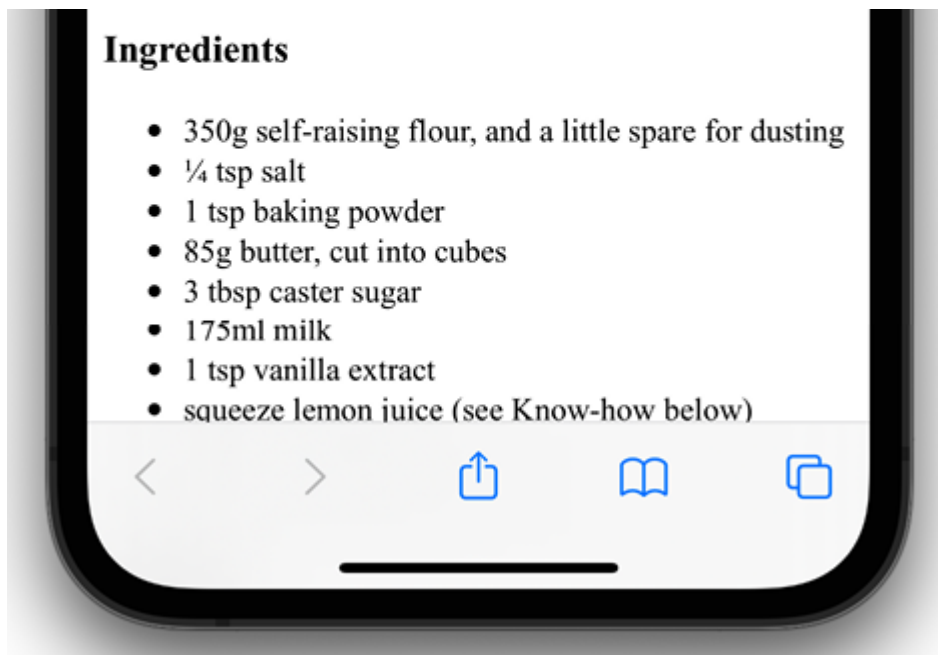 Ingredients
350g self-raising flour, and a little spare for dusting
¼ tsp salt
1 tsp baking powder
85g butter, cut into cubes
3 tbsp caster sugar
175ml milk
1 tsp vanilla extract
squeeze lemon juice (see Know-how below)